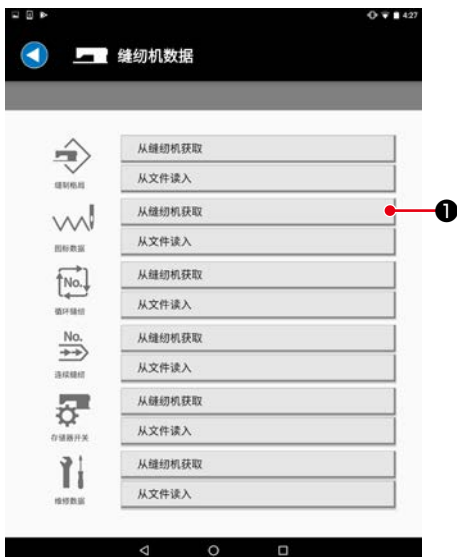 4:27
缝纫机数据
从缝纫机获取
从文件读入
缝制格局
从缝纫机获取
❶
从文件读入
图标数据
从缝纫机获取
No.
从文件读入
循环缝纫
从缝纫机获取
No.
从文件读入
连续缝纫
从缝纫机获取
从文件读入
存储器开关
从缝纫机获取
从文件读入
维修数据